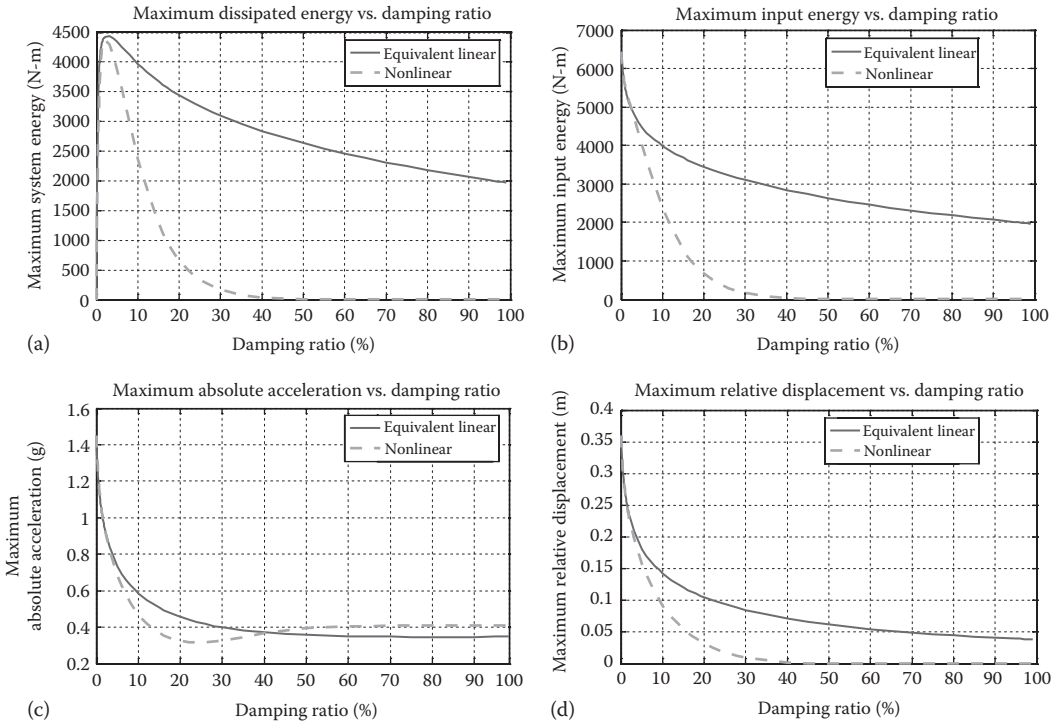 Maximum dissipated energy vs. damping ratio
Maximum system energy (N-m)
4500
4000
3500
3000
2500
2000
1500
1000
500
0
Equivalent linear
Nonlinear
0 10 20 30 40 50 60 70 80 90 100
(a)
Damping ratio (%)
Maximum input energy vs. damping ratio
Maximum input energy (N-m)
7000
6000
5000
4000
3000
2000
1000
0
Equivalent linear
Nonlinear
0 10 20 30 40 50 60 70 80 90 100
(b)
Damping ratio (%)
Maximum absolute acceleration vs. damping ratio
Maximum
absolute acceleration (g)
1.6
1.4
1.2
1
0.8
0.6
0.4
0.2
Equivalent linear
Nonlinear
0 10 20 30 40 50 60 70 80 90 100
(c)
Damping ratio (%)
Maximum relative displacement vs. damping ratio
Maximum relative displacement (m)
0.4
0.35
0.3
0.25
0.2
0.15
0.1
0.05
0
Equivalent linear
Nonlinear
0 10 20 30 40 50 60 70 80 90 100
(d)
Damping ratio (%)